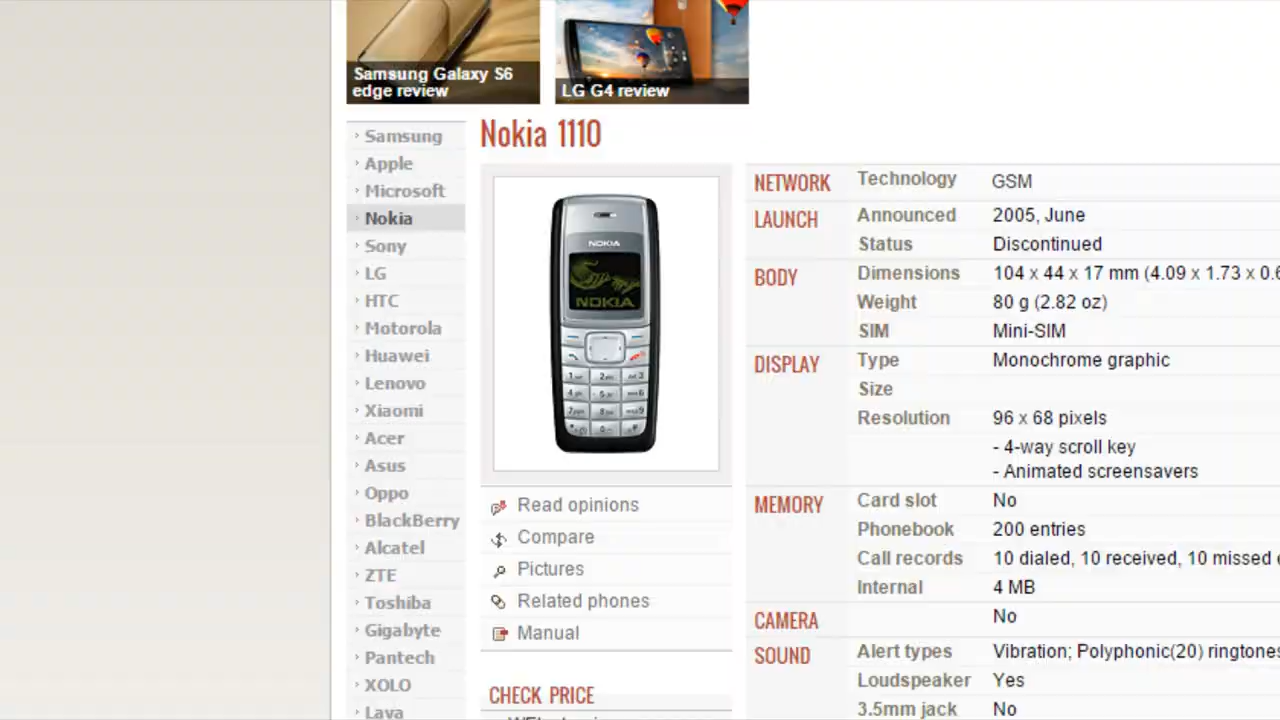 Samsung Galaxy S6
edge review
LG G4 review
Samsung
Apple
Microsoft
Nokia
Sony
LG
HTC
Motorola
Huawei
Lenovo
Xiaomi
Acer
Asus
Oppo
BlackBerry
Alcatel
ZTE
Toshiba
Gigabyte
Pantech
XOLO
Lava
Nokia 1110
NOKIA
NOKIA
Read opinions
Compare
Pictures
Related phones
Manual
CHECK PRICE
NETWORK Technology GSM
LAUNCH Announced 2005, June
Status Discontinued
BODY Dimensions 104 x 44 x 17 mm (4.09 x 1.73 x 0.6
Weight 80 g (2.82 oz)
SIM Mini-SIM
DISPLAY Type Monochrome graphic
Size
Resolution 96 x 68 pixels
- 4-way scroll key
- Animated screensavers
MEMORY Card slot No
Phonebook 200 entries
Call records 10 dialed, 10 received, 10 missed
Internal 4 MB
CAMERA No
SOUND Alert types Vibration; Polyphonic(20) ringtones
Loudspeaker Yes
3.5mm jack No